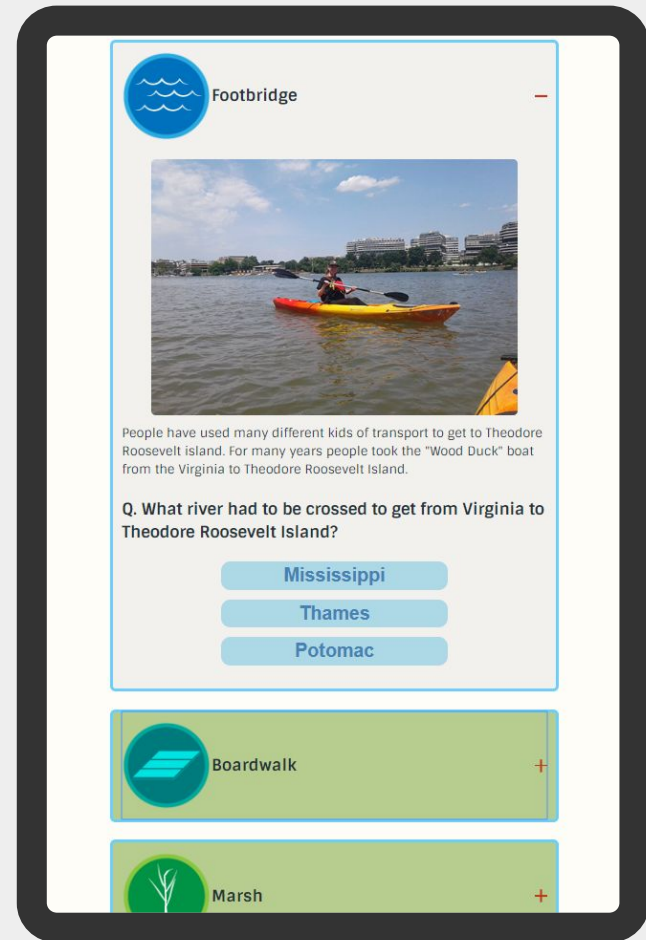 Footbridge
People have used many different kids of transport to get to Theodore
Roosevelt island. For many years people took the "Wood Duck" boat
from the Virginia to Theodore Roosevelt Island.
Q. What river had to be crossed to get from Virginia to
Theodore Roosevelt Island?
Mississippi
Thames
Potomac
Boardwalk
Marsh